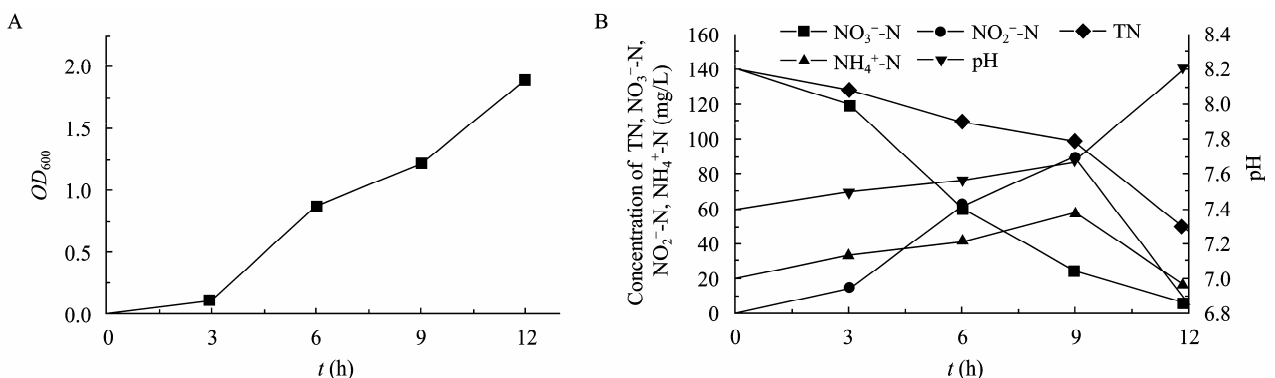 A
OD₆₀₀
2.0
1.5
1.0
0.5
0.0
0 3 6 9 12
t (h)
B
Concentration of TN, NO₃⁻-N,
NO₂⁻-N, NH₄⁺-N (mg/L)
NO₃⁻-N NO₂⁻-N TN
NH₄⁺-N pH
160
140
120
100
80
60
40
20
0
0 3 6 9 12
t (h)
8.4
8.2
8.0
7.8
7.6
7.4
7.2
7.0
6.8
pH